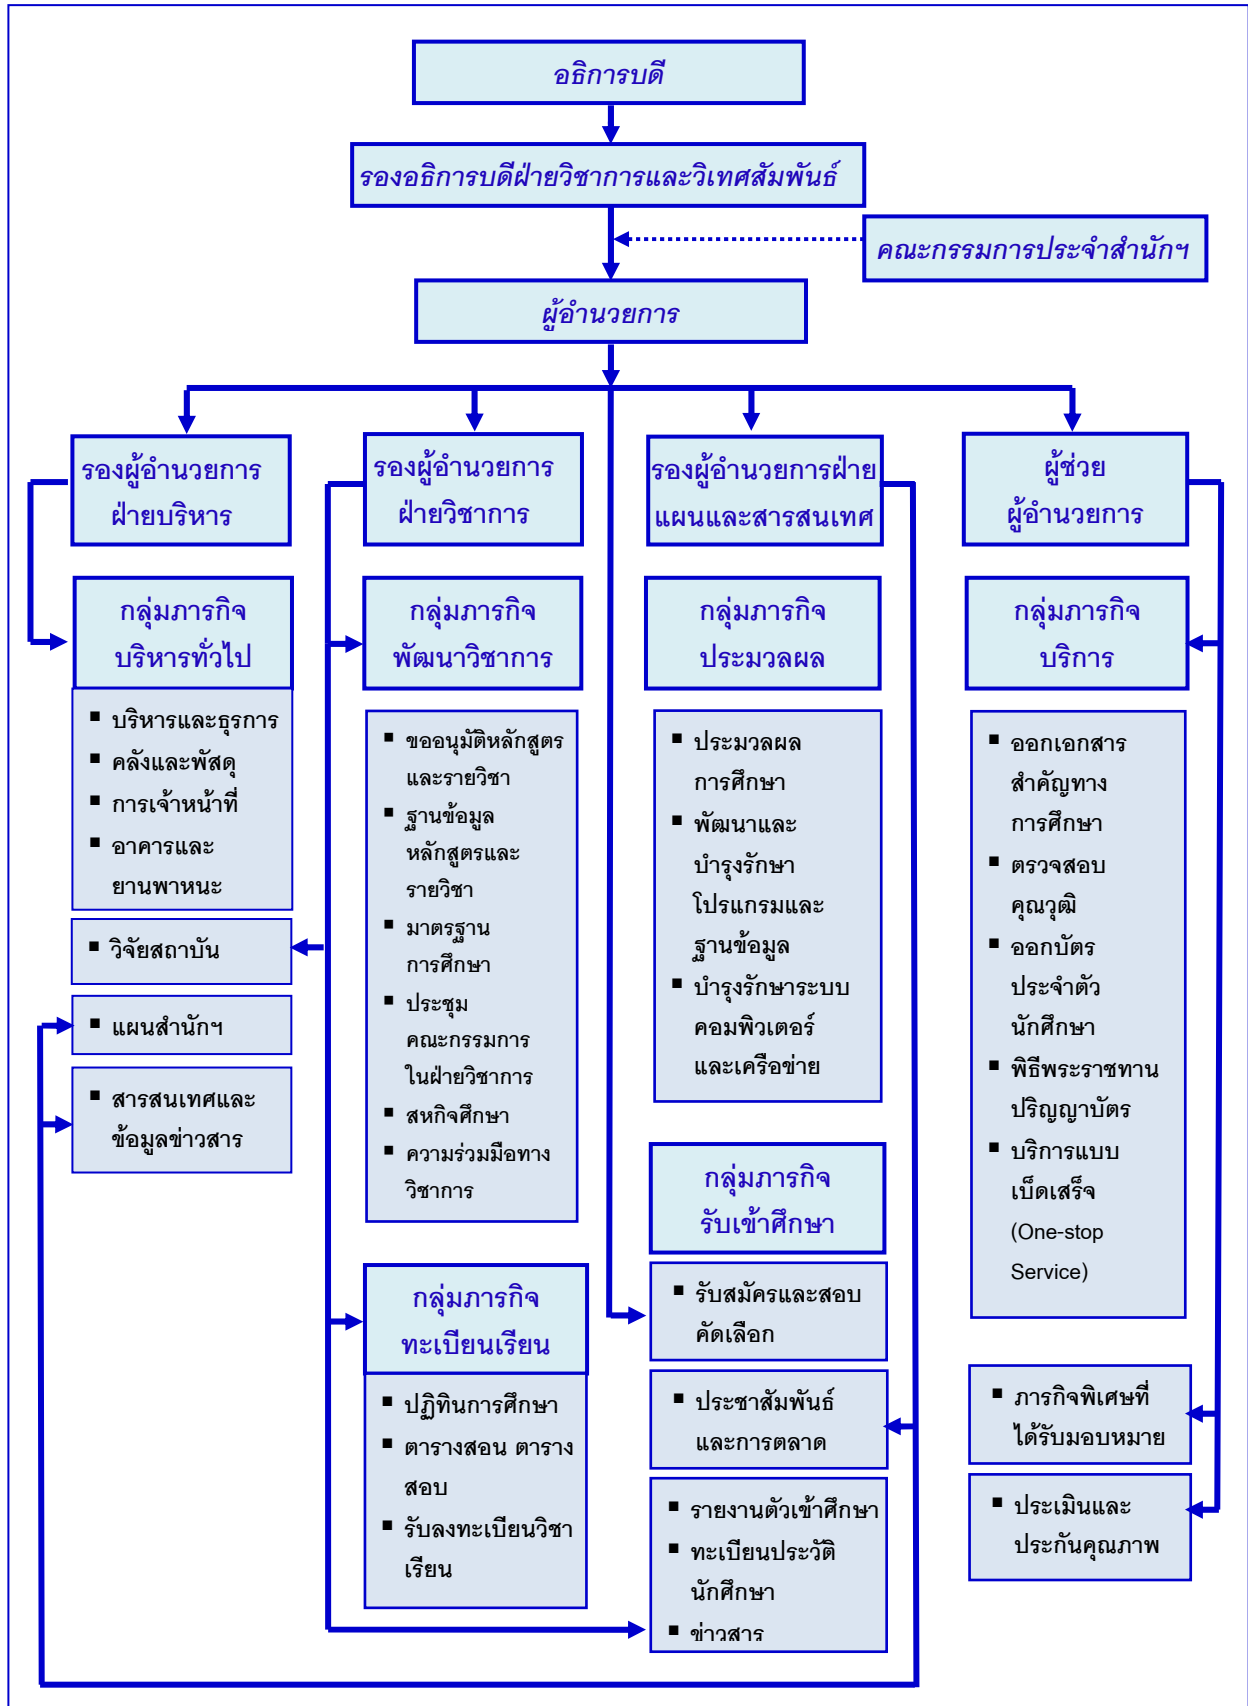 อธิการบดี
รองอธิการบดีฝ่ายวิชาการและวิเทศสัมพันธ์
คณะกรรมการประจำสำนักฯ
ผู้อำนวยการ
รองผู้อำนวยการ
ฝ่ายบริหาร
รองผู้อำนวยการ
ฝ่ายวิชาการ
รองผู้อำนวยการฝ่าย
แผนและสารสนเทศ
ผู้ช่วย
ผู้อำนวยการ
กลุ่มภารกิจ
บริหารทั่วไป
▪ บริหารและธุรการ
▪ คลังและพัสดุ
▪ การเจ้าหน้าที่
▪ อาคารและ
ยานพาหนะ
▪ วิจัยสถาบัน
▪ แผนสำนักฯ
▪ สารสนเทศและ
ข้อมูลข่าวสาร
กลุ่มภารกิจ
พัฒนาวิชาการ
▪ ขออนุมัติหลักสูตร
และรายวิชา
▪ ฐานข้อมูล
หลักสูตรและ
รายวิชา
▪ มาตรฐาน
การศึกษา
▪ ประชุม
คณะกรรมการ
ในฝ่ายวิชาการ
▪ สหกิจศึกษา
▪ ความร่วมมือทาง
วิชาการ
กลุ่มภารกิจ
ทะเบียนเรียน
▪ ปฏิทินการศึกษา
▪ ตารางสอน ตาราง
สอบ
▪ รับลงทะเบียนวิชา
เรียน
กลุ่มภารกิจ
ประมวลผล
▪ ประมวลผล
การศึกษา
▪ พัฒนาและ
บำรุงรักษา
โปรแกรมและ
ฐานข้อมูล
▪ บำรุงรักษาระบบ
คอมพิวเตอร์
และเครือข่าย
กลุ่มภารกิจ
รับเข้าศึกษา
▪ รับสมัครและสอบ
คัดเลือก
▪ ประชาสัมพันธ์
และการตลาด
▪ รายงานตัวเข้าศึกษา
▪ ทะเบียนประวัติ
นักศึกษา
▪ ข่าวสาร
กลุ่มภารกิจ
บริการ
▪ ออกเอกสาร
สำคัญทาง
การศึกษา
▪ ตรวจสอบ
คุณวุฒิ
▪ ออกบัตร
ประจำตัว
นักศึกษา
▪ พิธีพระราชทาน
ปริญญาบัตร
▪ บริการแบบ
เบ็ดเสร็จ
(One-stop
Service)
▪ ภารกิจพิเศษที่
ได้รับมอบหมาย
▪ ประเมินและ
ประกันคุณภาพ